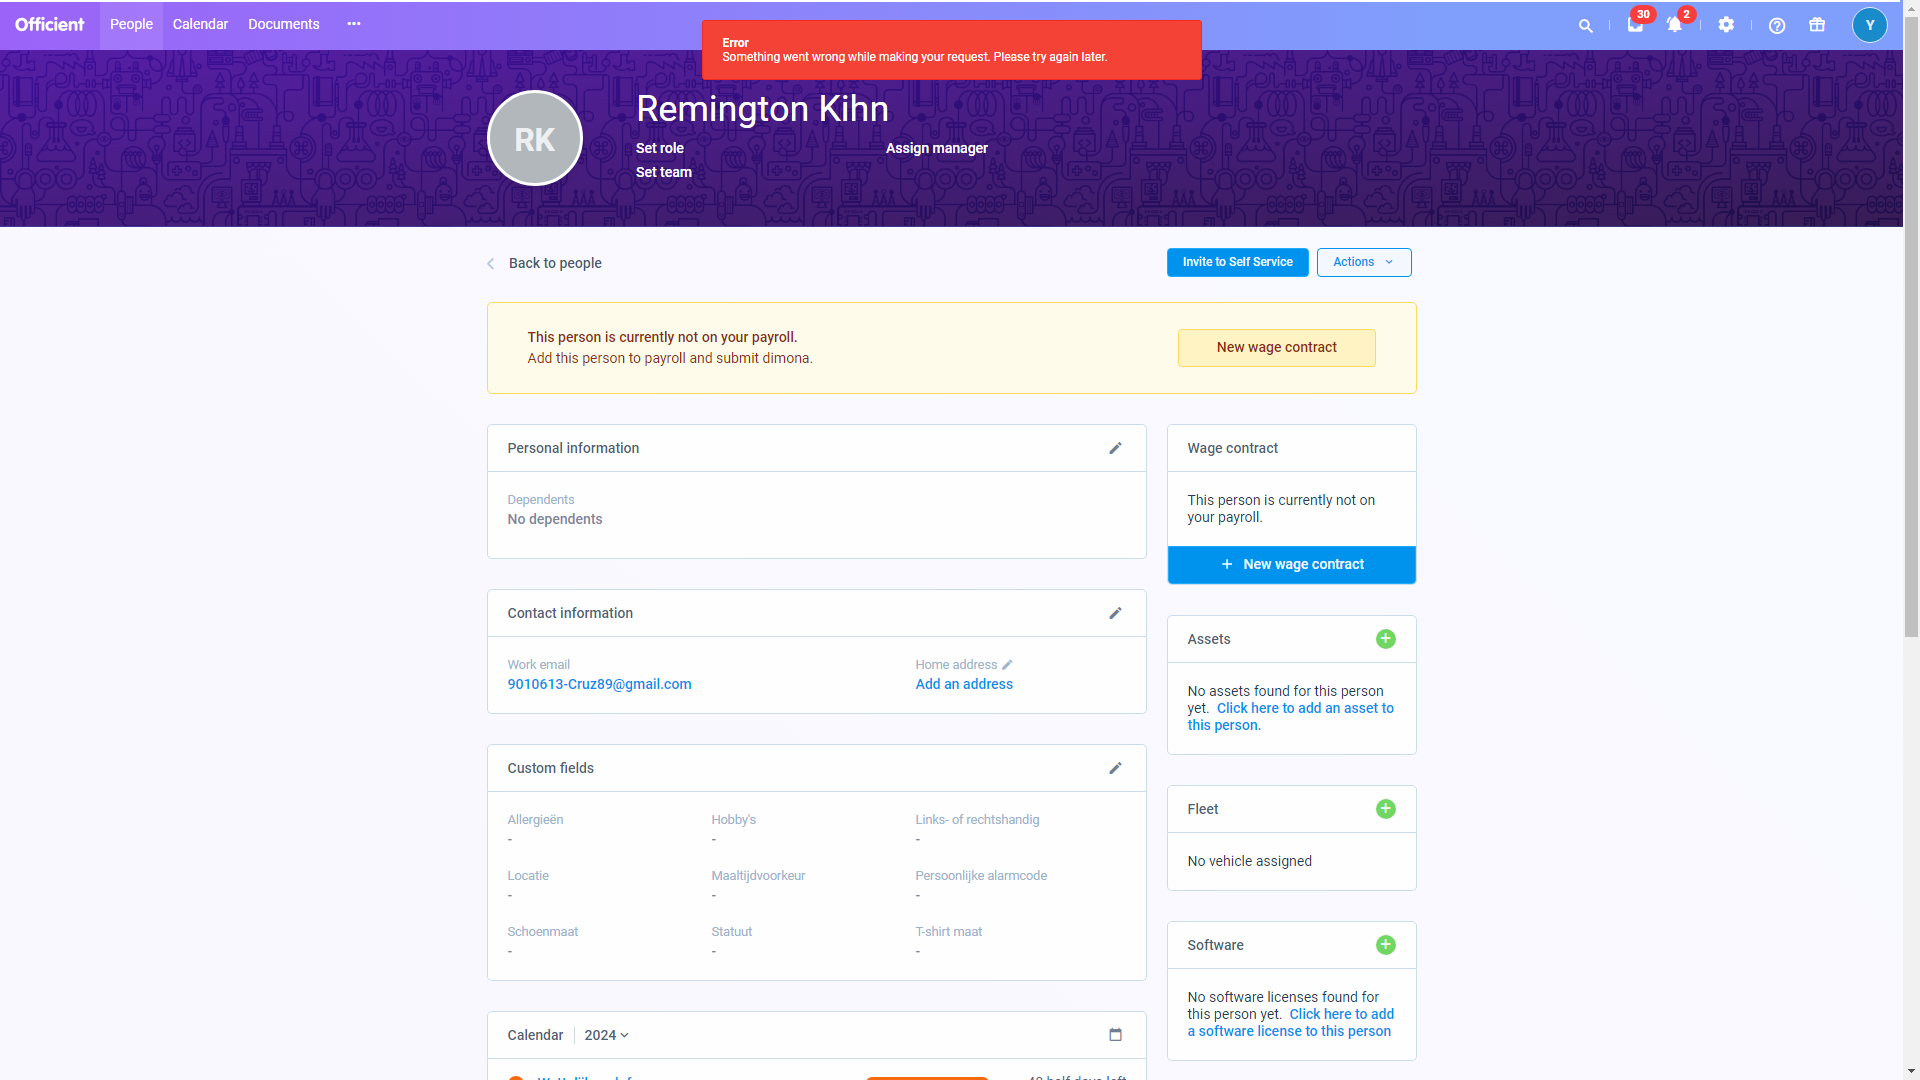 Officient
People
Calendar
Documents
30
2
Y
Error
Something went wrong while making your request. Please try again later.
RK
Remington Kihn
Set role
Assign manager
Set team
Back to people
Invite to Self Service
Actions
This person is currently not on your payroll.
Add this person to payroll and submit dimona.
New wage contract
Personal information
Dependents
No dependents
Wage contract
This person is currently not on
your payroll.
+ New wage contract
Contact information
Work email
9010613-Cruz89@gmail.com
Home address
Add an address
Assets
No assets found for this person
yet. Click here to add an asset to
this person.
Custom fields
Allergieën
-
Hobby's
-
Links- of rechtshandig
-
Locatie
-
Maaltijdvoorkeur
-
Persoonlijke alarmcode
-
Schoenmaat
-
Statuut
-
T-shirt maat
-
Fleet
No vehicle assigned
Software
No software licenses found for
this person yet. Click here to add
a software license to this person
Calendar
2024